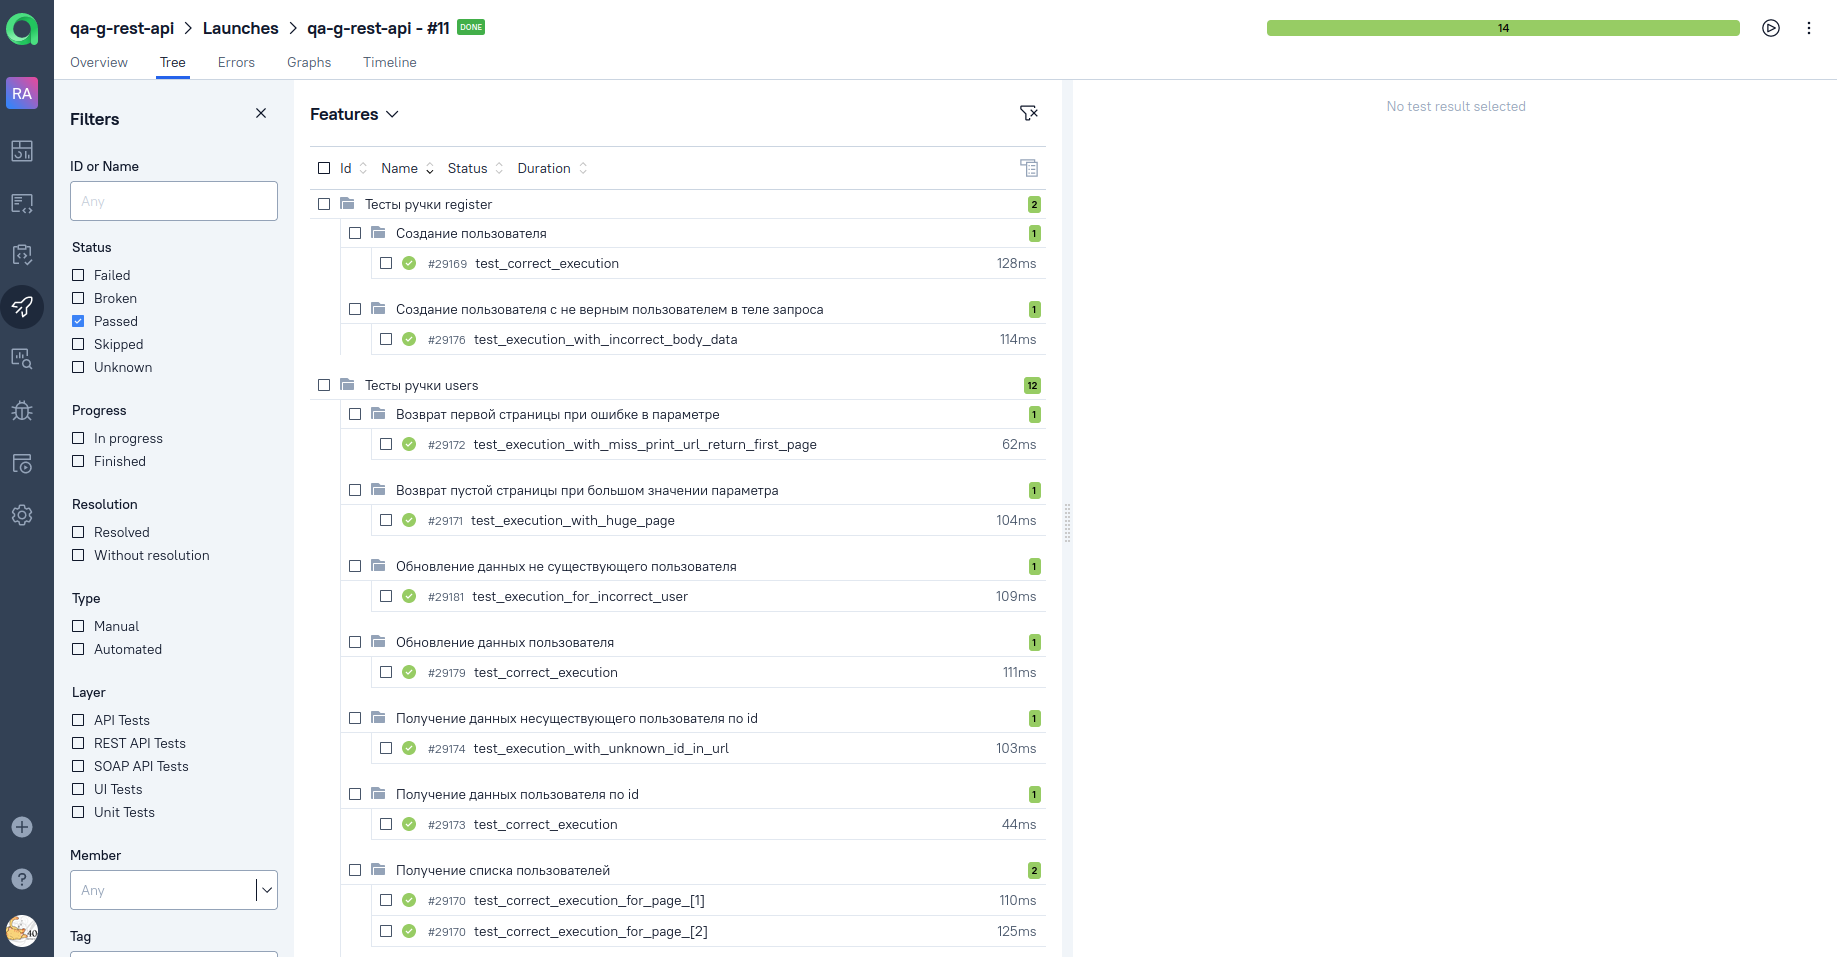 qa-g-rest-api > Launches > qa-g-rest-api - #11 DONE
14
Overview Tree Errors Graphs Timeline
RA
Filters
ID or Name
Any
Status
Failed
Broken
Passed
Skipped
Unknown
Progress
In progress
Finished
Resolution
Resolved
Without resolution
Type
Manual
Automated
Layer
API Tests
REST API Tests
SOAP API Tests
UI Tests
Unit Tests
Member
Any
Tag
Features
Id Name Status Duration
Тесты ручки register 2
Создание пользователя 1
#29169 test_correct_execution 128ms
Создание пользователя с не верным пользователем в теле запроса 1
#29176 test_execution_with_incorrect_body_data 114ms
Тесты ручки users 12
Возврат первой страницы при ошибке в параметре 1
#29172 test_execution_with_miss_print_url_return_first_page 62ms
Возврат пустой страницы при большом значении параметра 1
#29171 test_execution_with_huge_page 104ms
Обновление данных не существующего пользователя 1
#29181 test_execution_for_incorrect_user 109ms
Обновление данных пользователя 1
#29179 test_correct_execution 111ms
Получение данных несуществующего пользователя по id 1
#29174 test_execution_with_unknown_id_in_url 103ms
Получение данных пользователя по id 1
#29173 test_correct_execution 44ms
Получение списка пользователей 2
#29170 test_correct_execution_for_page_[1] 110ms
#29170 test_correct_execution_for_page_[2] 125ms
No test result selected
40